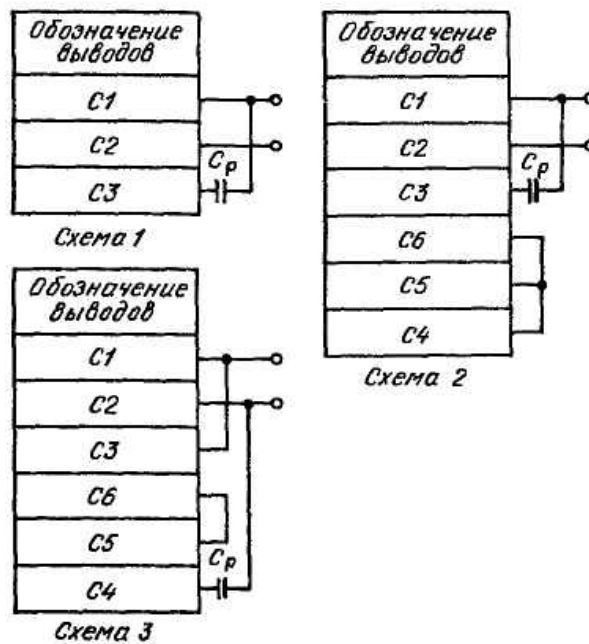 Обозначение
выводов
С1
С2
С3
Ср
Схема 1
Обозначение
выводов
С1
С2
С3
Ср
С6
С5
С4
Схема 2
Обозначение
выводов
С1
С2
С3
С6
С5
С4
Ср
Схема 3